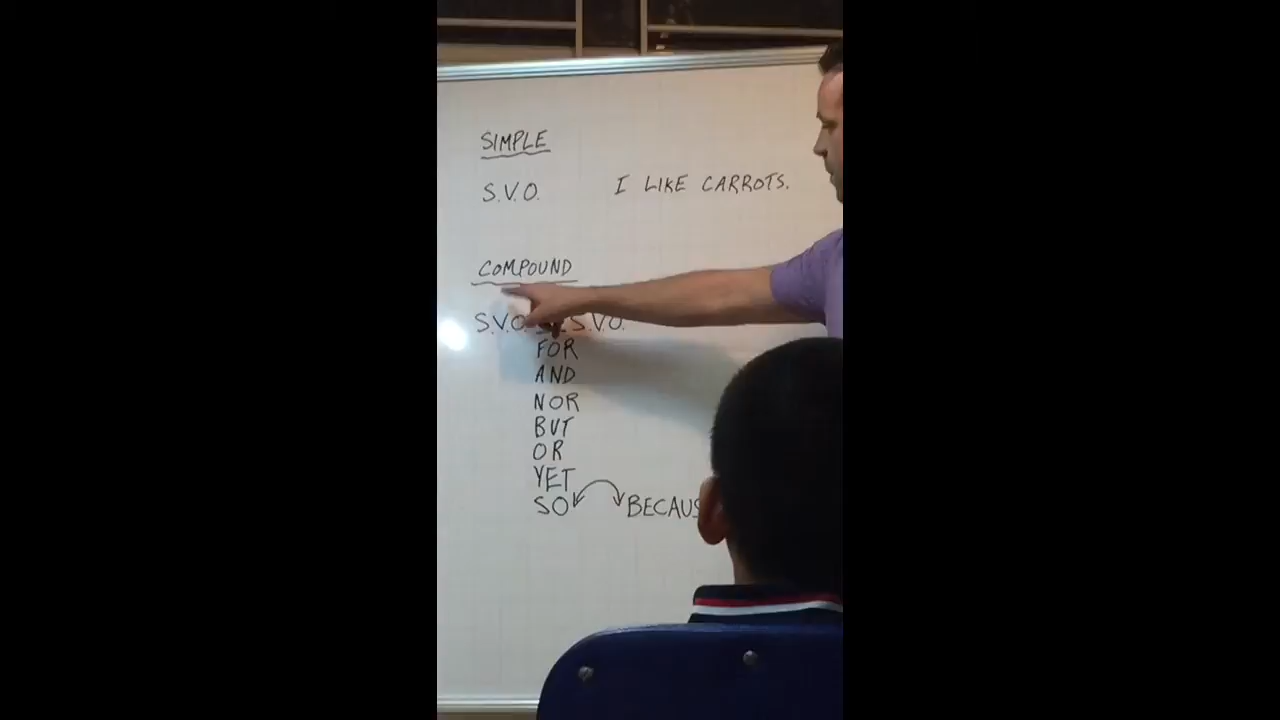 SIMPLE
S.V.O. I LIKE CARROTS.
COMPOUND
S.V.O. S.V.O.
FOR
AND
NOR
BUT
OR
YET
SO BECAUS